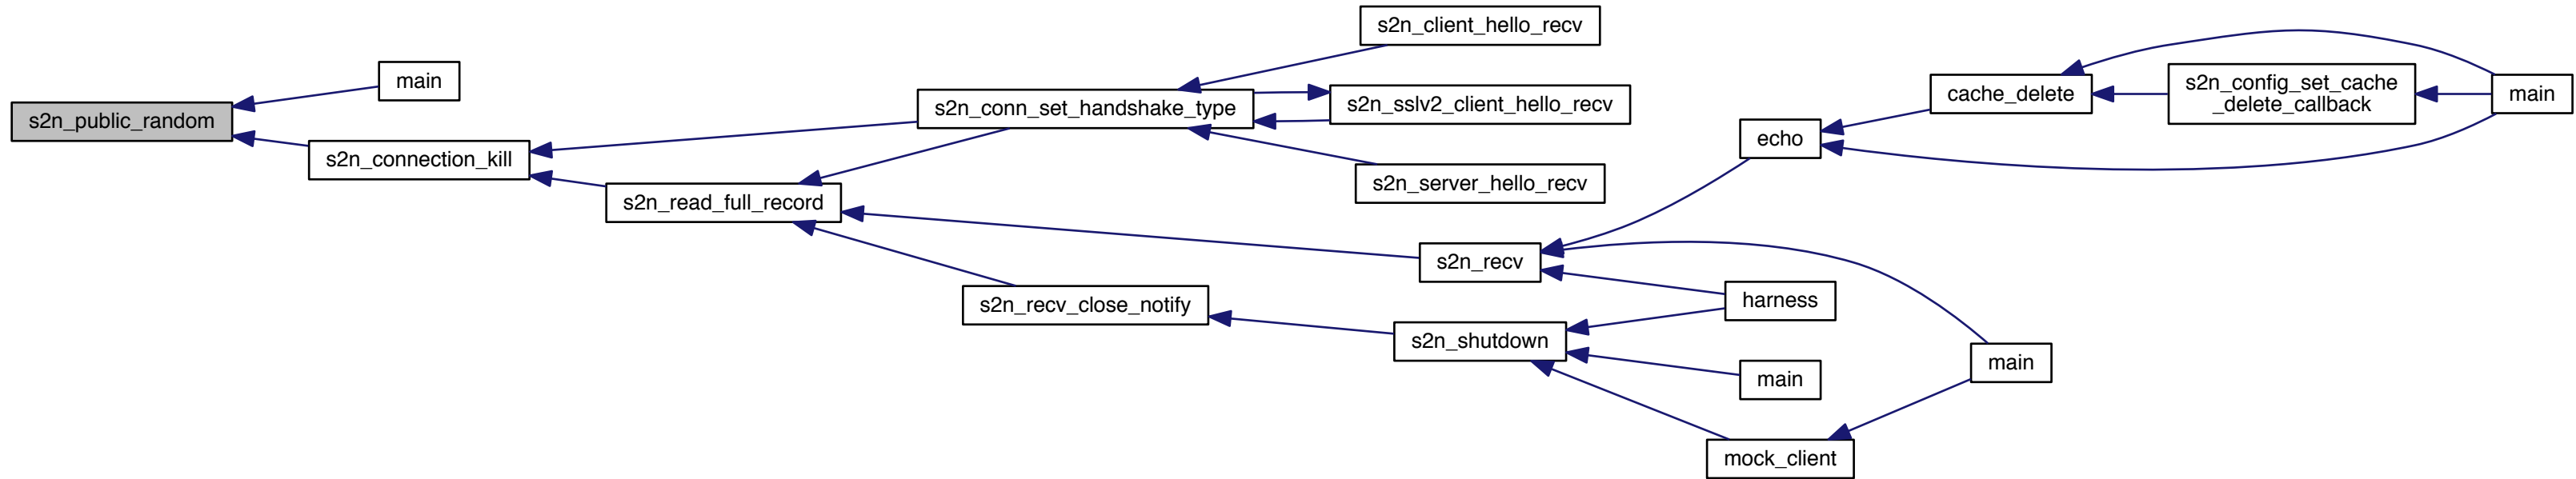 s2n_client_hello_recv
main
s2n_public_random
s2n_connection_kill
s2n_conn_set_handshake_type
s2n_sslv2_client_hello_recv
s2n_server_hello_recv
s2n_read_full_record
cache_delete
s2n_config_set_cache
_delete_callback
main
echo
s2n_recv
harness
s2n_recv_close_notify
s2n_shutdown
main
main
mock_client